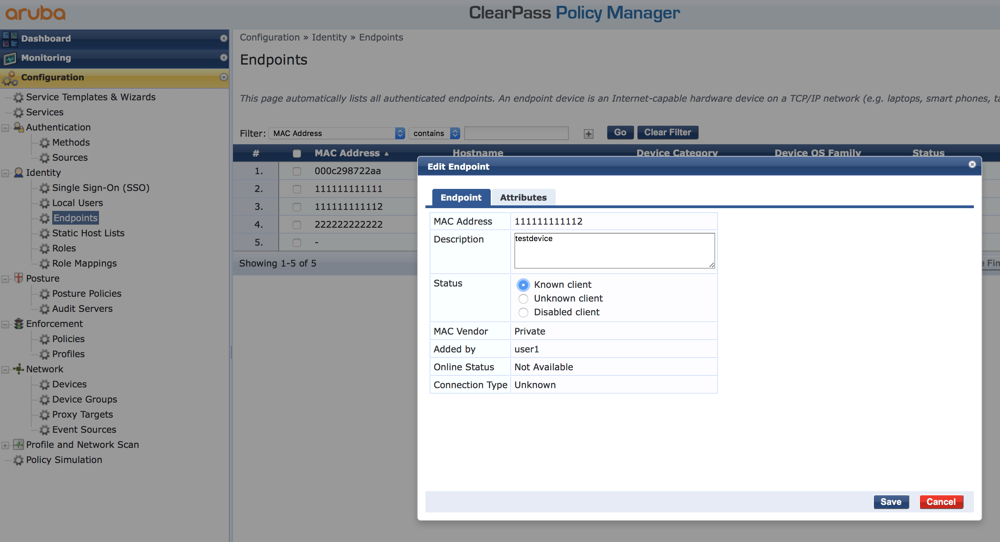 aruba
ClearPass Policy Manager
Dashboard
Monitoring
Configuration
Service Templates & Wizards
Services
Authentication
Methods
Sources
Identity
Single Sign-On (SSO)
Local Users
Endpoints
Static Host Lists
Roles
Role Mappings
Posture
Posture Policies
Audit Servers
Enforcement
Policies
Profiles
Network
Devices
Device Groups
Proxy Targets
Event Sources
Profile and Network Scan
Policy Simulation
Configuration » Identity » Endpoints
Endpoints
This page automatically lists all authenticated endpoints. An endpoint device is an Internet-capable hardware device on a TCP/IP network (e.g. laptops, smart phones,
Filter: MAC Address contains Go Clear Filter
# MAC Address Hostname Device Category Device OS Family Status
1. 000c298722aa
2. 111111111111
3. 111111111112
4. 222222222222
5. -
Showing 1-5 of 5
Edit Endpoint
Endpoint Attributes
MAC Address 111111111112
Description testdevice
Status Known client
Unknown client
Disabled client
MAC Vendor Private
Added by user1
Online Status Not Available
Connection Type Unknown
Save Cancel